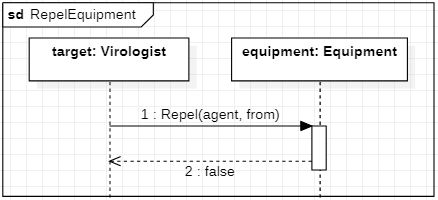 sd RepelEquipment
target: Virologist
equipment: Equipment
1 : Repel(agent, from)
2 : false